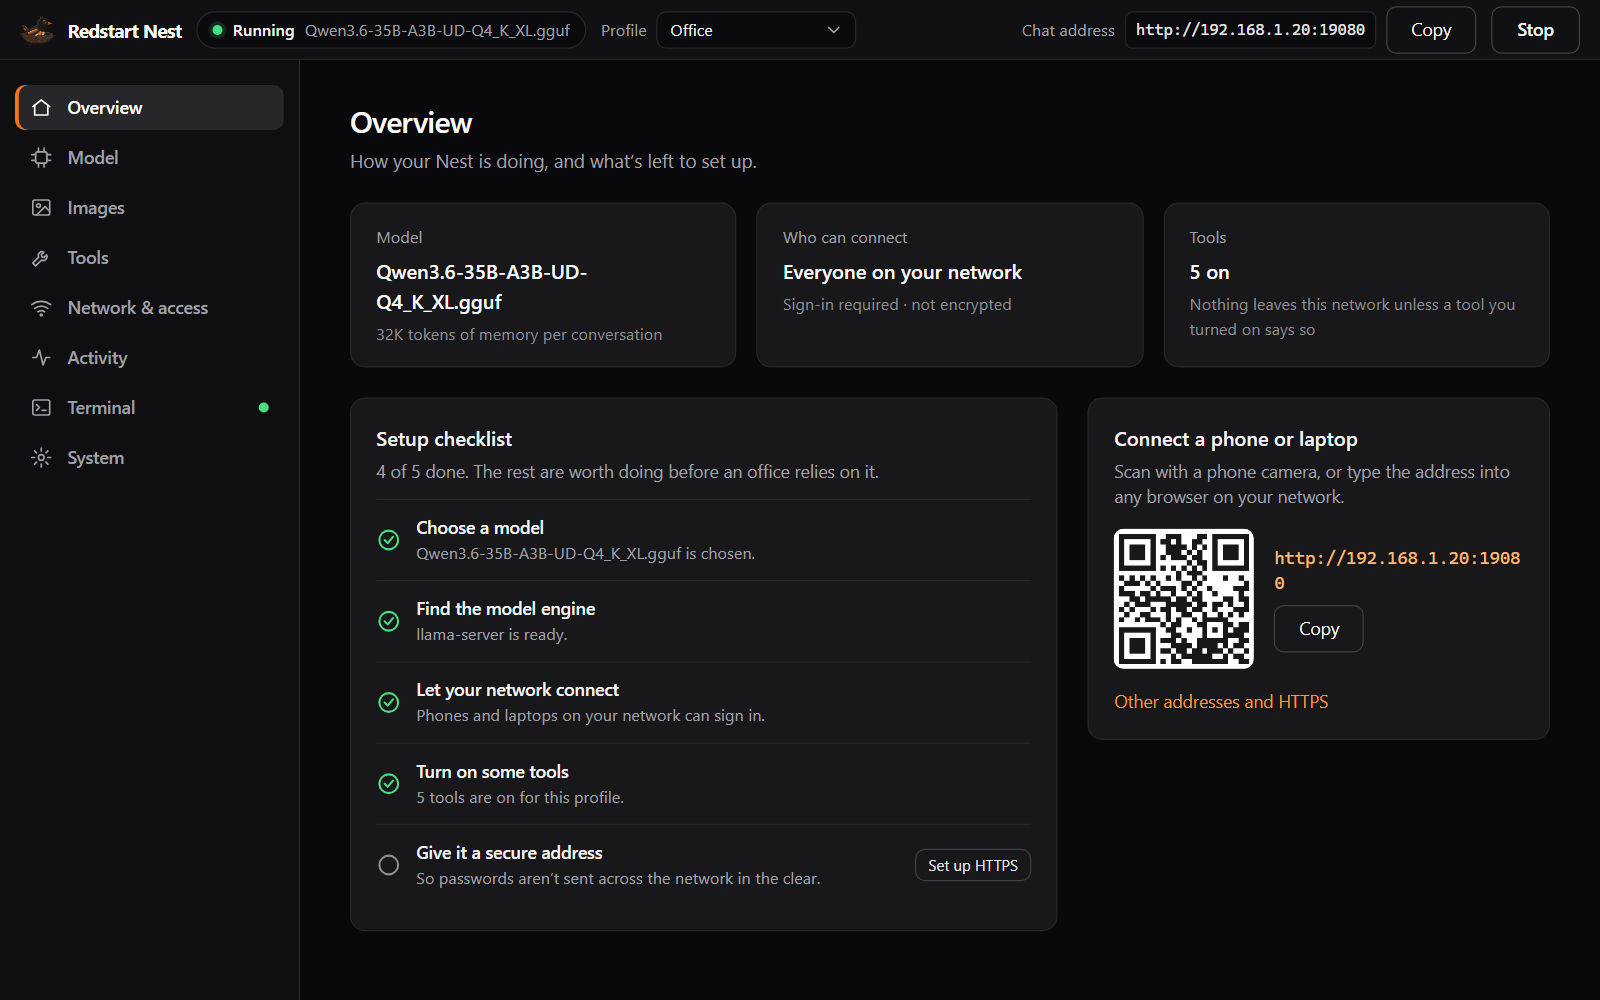 Redstart Nest
Running Qwen3.6-35B-A3B-UD-Q4_K_XL.gguf
Profile
Office
Chat address
http://192.168.1.20:19080
Copy
Stop
Overview
Model
Images
Tools
Network & access
Activity
Terminal
System
Overview
How your Nest is doing, and what's left to set up.
Model
Qwen3.6-35B-A3B-UD-
Q4_K_XL.gguf
32K tokens of memory per conversation
Who can connect
Everyone on your network
Sign-in required · not encrypted
Tools
5 on
Nothing leaves this network unless a tool you
turned on says so
Setup checklist
4 of 5 done. The rest are worth doing before an office relies on it.
Choose a model
Qwen3.6-35B-A3B-UD-Q4_K_XL.gguf is chosen.
Find the model engine
llama-server is ready.
Let your network connect
Phones and laptops on your network can sign in.
Turn on some tools
5 tools are on for this profile.
Give it a secure address
So passwords aren't sent across the network in the clear.
Set up HTTPS
Connect a phone or laptop
Scan with a phone camera, or type the address into
any browser on your network.
http://192.168.1.20:1908
0
Copy
Other addresses and HTTPS